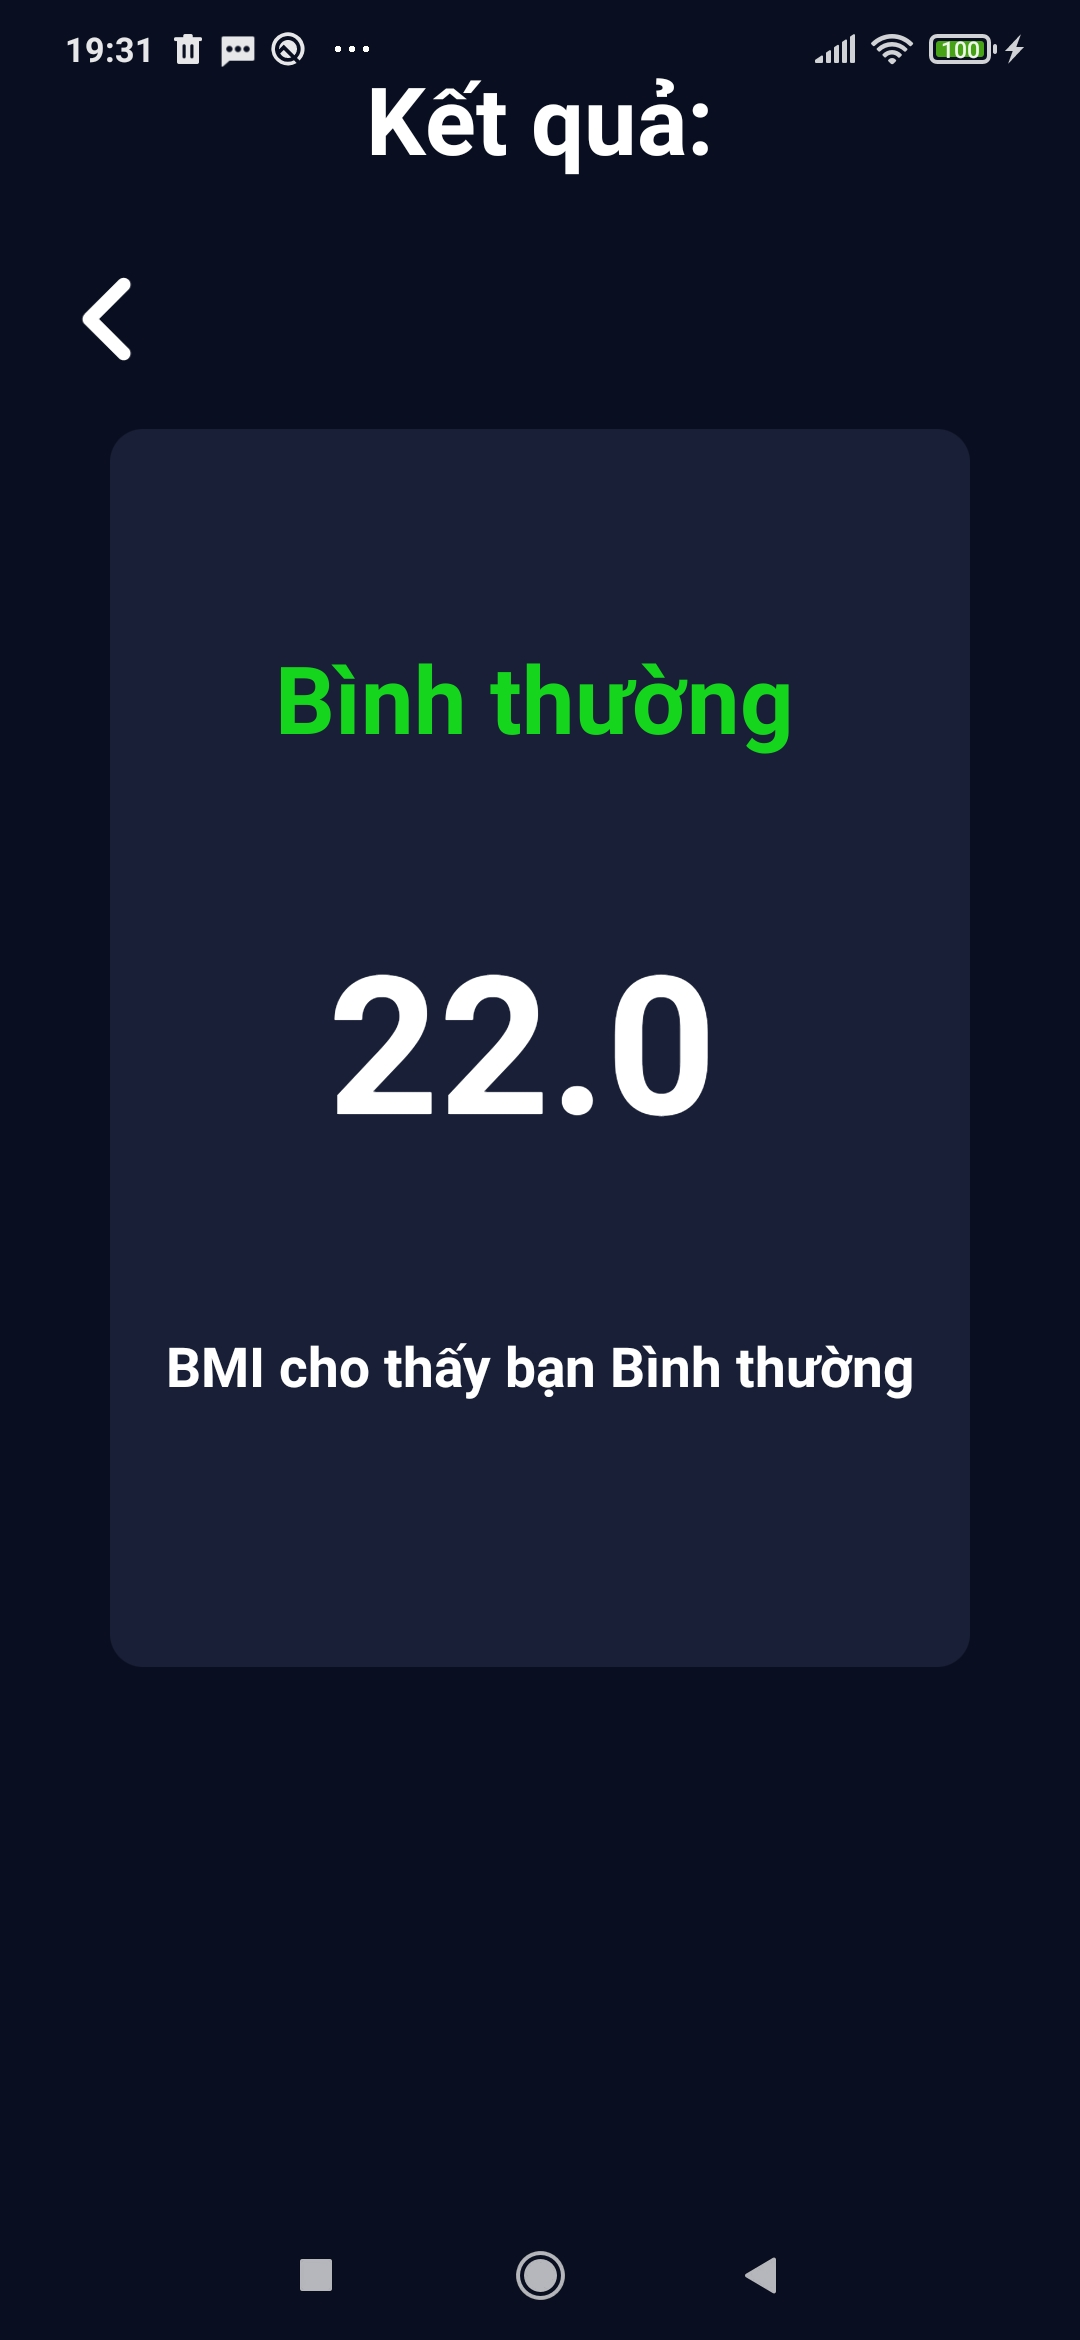 19:31
100
Kết quả:
Bình thường
22.0
BMI cho thấy bạn Bình thường